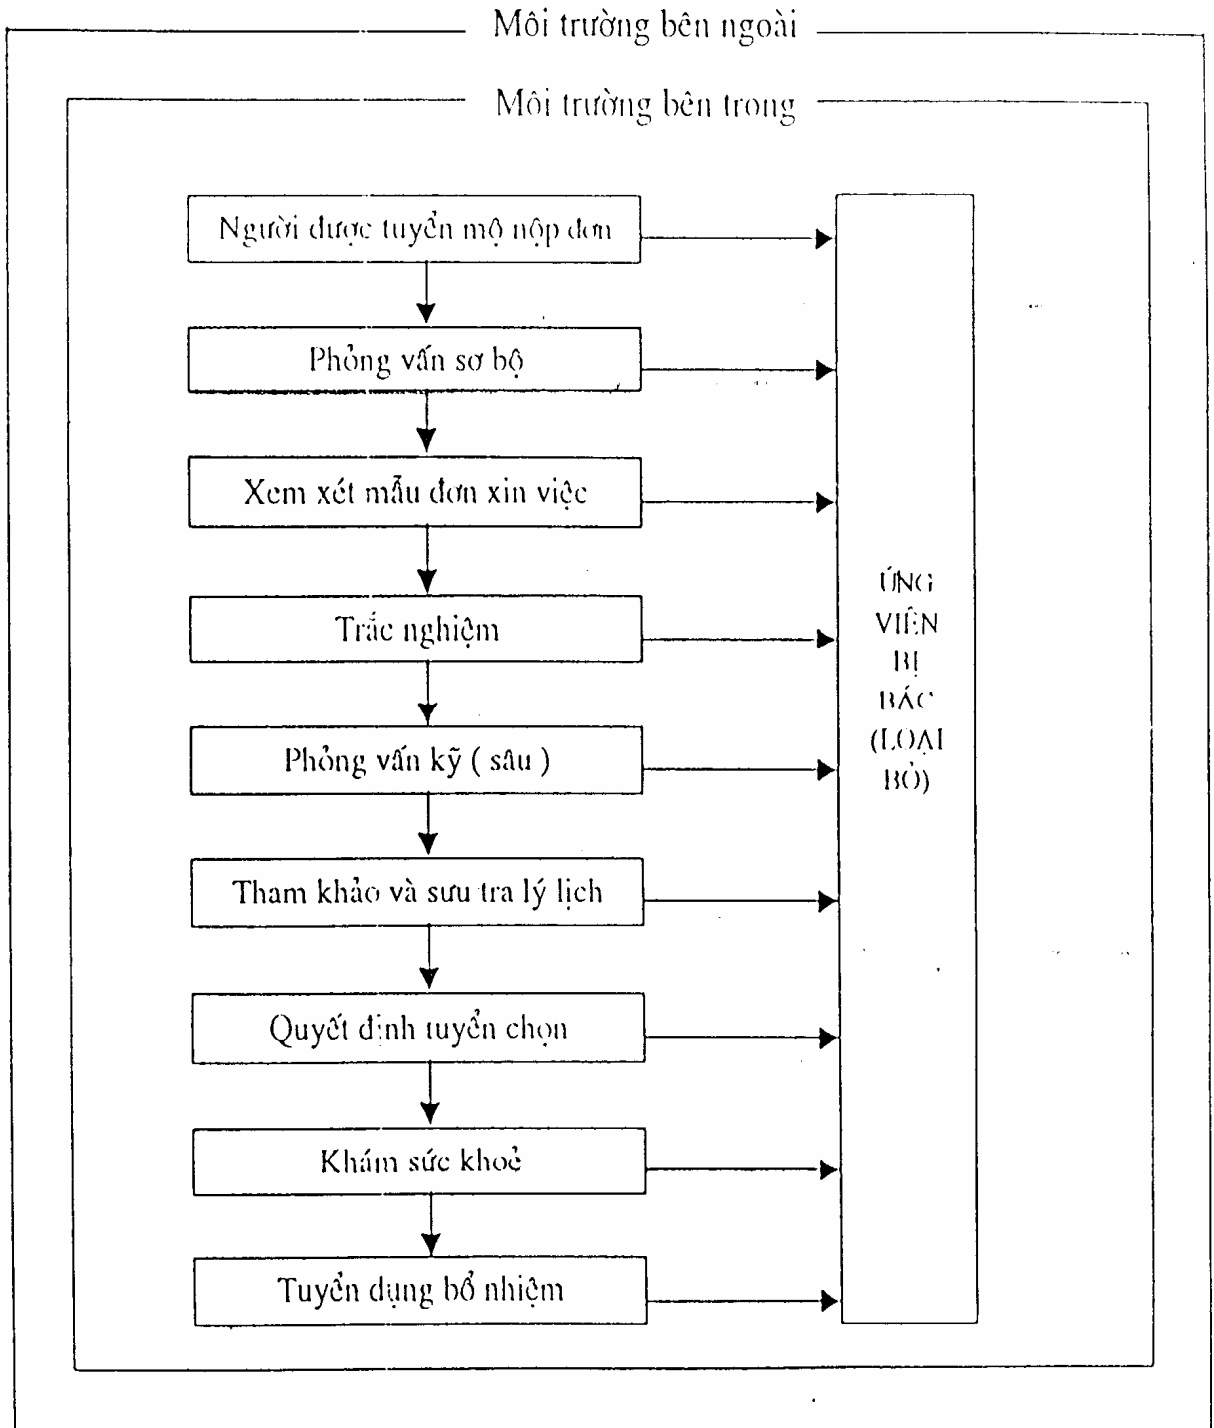 Môi trường bên ngoài
Môi trường bên trong
Người được tuyển mộ nộp đơn
Phỏng vấn sơ bộ
Xem xét mẫu đơn xin việc
Trắc nghiệm
Phỏng vấn kỹ ( sâu )
Tham khảo và sưu tra lý lịch
Quyết định tuyển chọn
Khám sức khoẻ
Tuyển dụng bổ nhiệm
ỨNG
VIÊN
BỊ
BÁC
(LOẠI
BỎ)